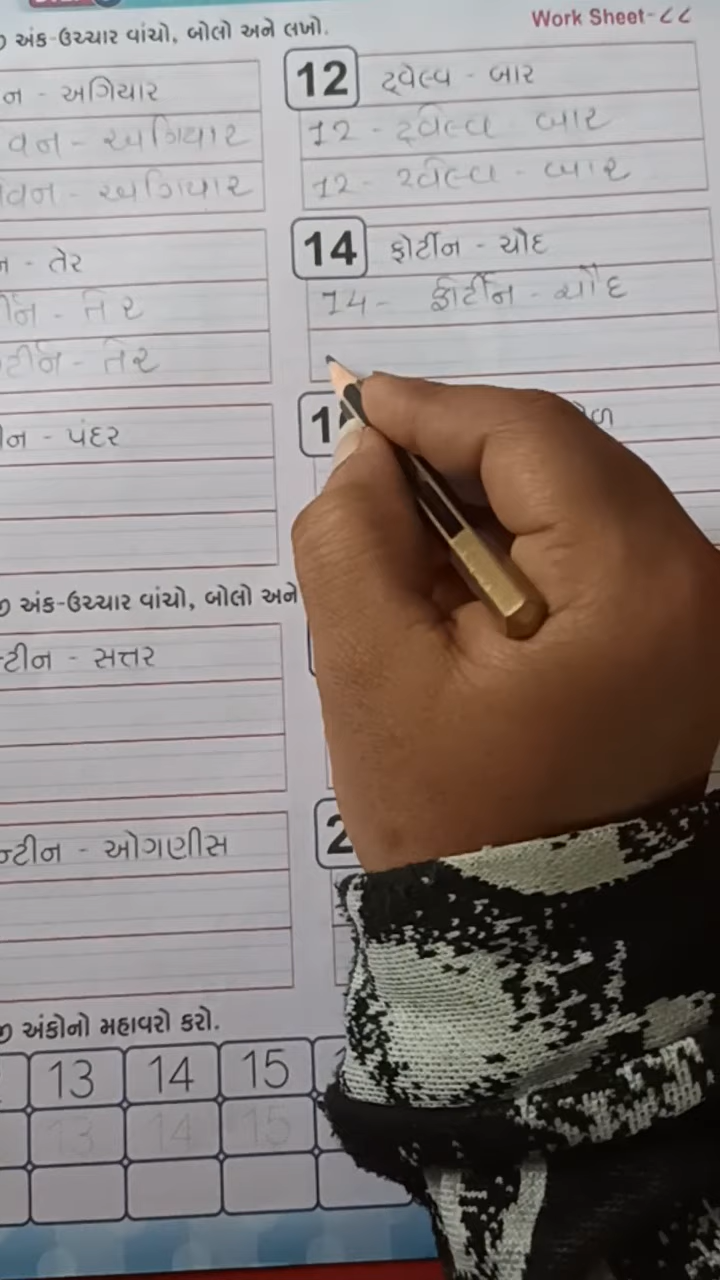 Work Sheet-૮૮
અંક-ઉચ્ચાર વાંચો, બોલો અને લખો.
ન - અગિયાર
વન - અગિયાર
વન - અગિયાર
12 ટ્વેલ્વ - બાર
12 - ટ્વેલ્વ બાર
12 - ટ્વેલ્વ - બાર
ન - તેર
ર્ટીન - તેર
ર્ટીન - તેર
14 ફોર્ટીન - ચૌદ
14 - ફોર્ટીન - ચૌદ
ન - પંદર
અંક-ઉચ્ચાર વાંચો, બોલો અને
ટીન - સત્તર
ન્ટીન - ઓગણીસ
અંકોનો મહાવરો કરો.
13 14 15
13 14 15